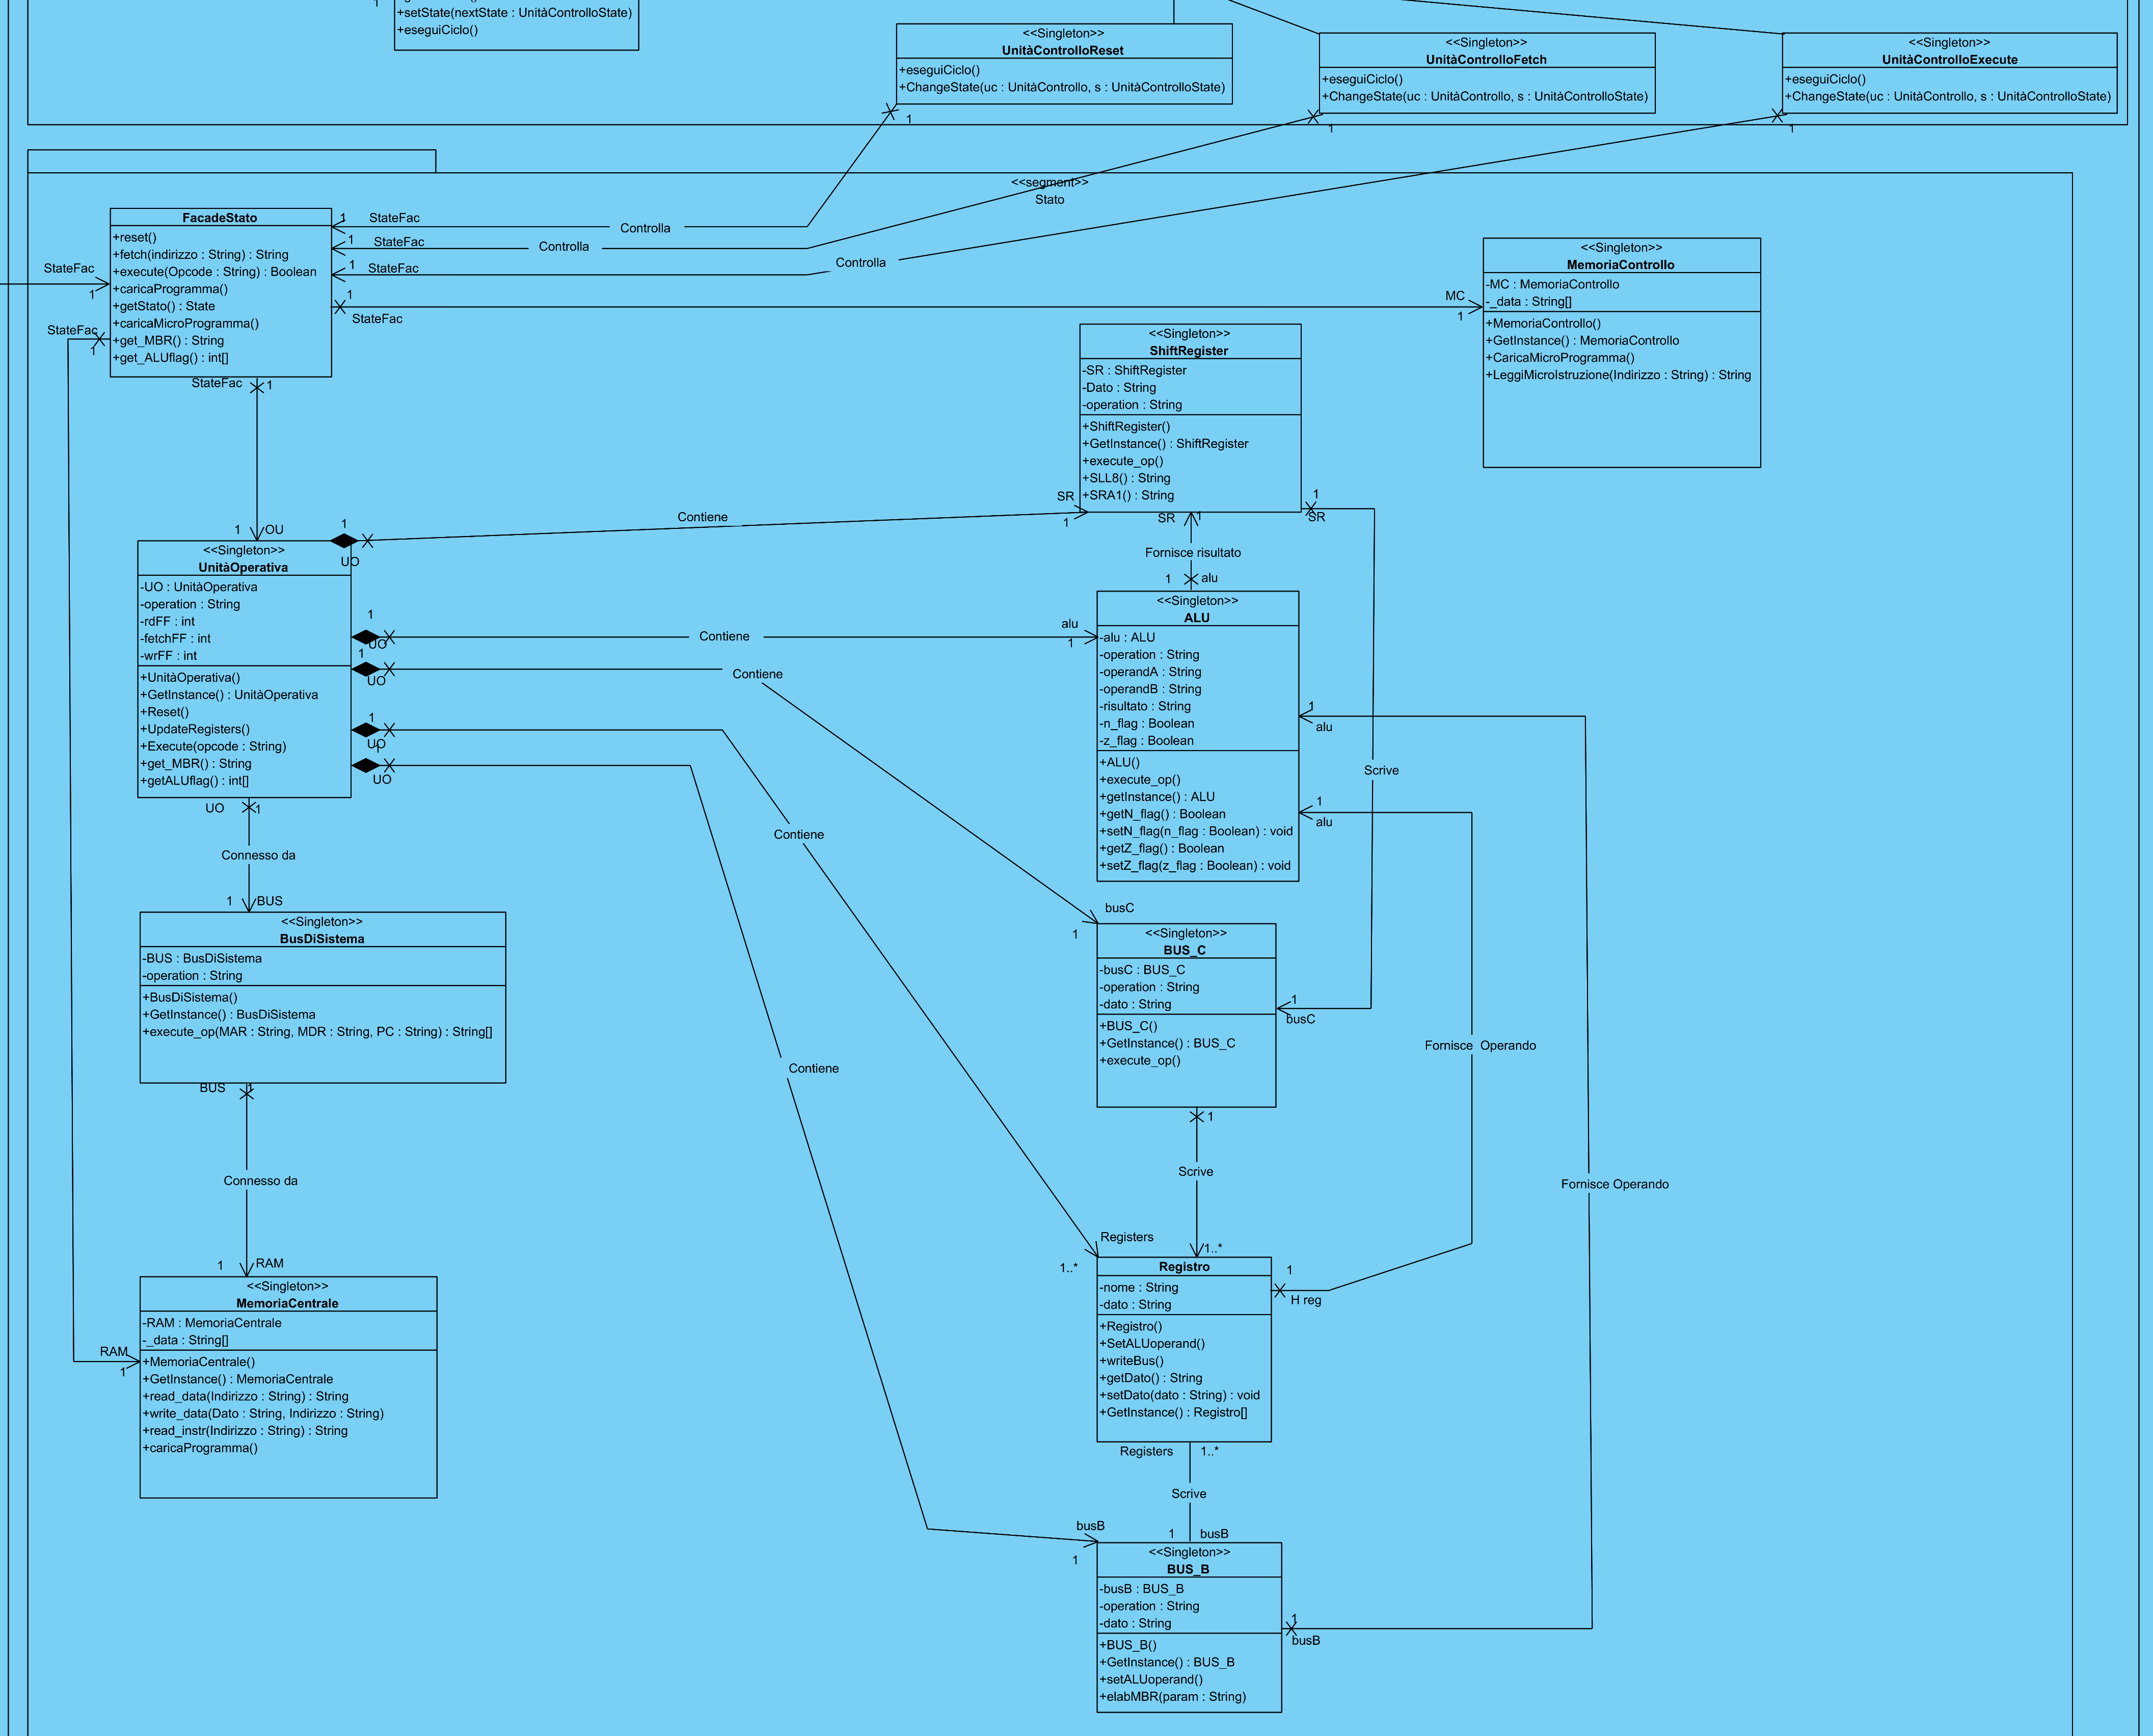 1
+setState(nextState : UnitàControlloState)
+eseguiCiclo()
<<Singleton>>
UnitàControlloReset
+eseguiCiclo()
+ChangeState(uc : UnitàControllo, s : UnitàControlloState)
1
<<Singleton>>
UnitàControlloFetch
+eseguiCiclo()
+ChangeState(uc : UnitàControllo, s : UnitàControlloState)
1
<<Singleton>>
UnitàControlloExecute
+eseguiCiclo()
+ChangeState(uc : UnitàControllo, s : UnitàControlloState)
1
<<segment>>
Stato
FacadeStato
+reset()
+fetch(indirizzo : String) : String
+execute(Opcode : String) : Boolean
+caricaProgramma()
+getStato() : State
+caricaMicroProgramma()
+get_MBR() : String
+get_ALUflag() : int[]
StateFac
1
StateFac
1
1
StateFac
Controlla
1
StateFac
Controlla
1
StateFac
Controlla
1
StateFac
MC
1
StateFac
1
1
OU
<<Singleton>>
MemoriaControllo
-MC : MemoriaControllo
-_data : String[]
+MemoriaControllo()
+GetInstance() : MemoriaControllo
+CaricaMicroProgramma()
+LeggiMicroIstruzione(Indirizzo : String) : String
<<Singleton>>
ShiftRegister
-SR : ShiftRegister
-Dato : String
-operation : String
+ShiftRegister()
+GetInstance() : ShiftRegister
+execute_op()
+SLL8() : String
+SRA1() : String
1
SR
SR
1
SR
1
Fornisce risultato
1
alu
1
UO
Contiene
<<Singleton>>
UnitàOperativa
-UO : UnitàOperativa
-operation : String
-rdFF : int
-fetchFF : int
-wrFF : int
+UnitàOperativa()
+GetInstance() : UnitàOperativa
+Reset()
+UpdateRegisters()
+Execute(opcode : String)
+get_MBR() : String
+getALUflag() : int[]
1
UO
Contiene
alu
1
1
UO
Contiene
1
UO
Contiene
1
UO
Contiene
<<Singleton>>
ALU
-alu : ALU
-operation : String
-operandA : String
-operandB : String
-risultato : String
-n_flag : Boolean
-z_flag : Boolean
+ALU()
+execute_op()
+getInstance() : ALU
+getN_flag() : Boolean
+setN_flag(n_flag : Boolean) : void
+getZ_flag() : Boolean
+setZ_flag(z_flag : Boolean) : void
1
alu
1
alu
Scrive
UO
1
Connesso da
1
BUS
<<Singleton>>
BusDiSistema
-BUS : BusDiSistema
-operation : String
+BusDiSistema()
+GetInstance() : BusDiSistema
+execute_op(MAR : String, MDR : String, PC : String) : String[]
BUS
1
Connesso da
1
RAM
busC
1
<<Singleton>>
BUS_C
-busC : BUS_C
-operation : String
-dato : String
+BUS_C()
+GetInstance() : BUS_C
+execute_op()
1
busC
Fornisce Operando
Fornisce Operando
1
Scrive
1..*
Registers
1..*
<<Singleton>>
MemoriaCentrale
-RAM : MemoriaCentrale
-_data : String[]
+MemoriaCentrale()
+GetInstance() : MemoriaCentrale
+read_data(Indirizzo : String) : String
+write_data(Dato : String, Indirizzo : String)
+read_instr(Indirizzo : String) : String
+caricaProgramma()
RAM
1
Registro
-nome : String
-dato : String
+Registro()
+SetALUoperand()
+writeBus()
+getDato() : String
+setDato(dato : String) : void
+GetInstance() : Registro[]
1
H reg
Registers
1..*
Scrive
1
busB
busB
1
<<Singleton>>
BUS_B
-busB : BUS_B
-operation : String
-dato : String
+BUS_B()
+GetInstance() : BUS_B
+setALUoperand()
+elabMBR(param : String)
1
busB